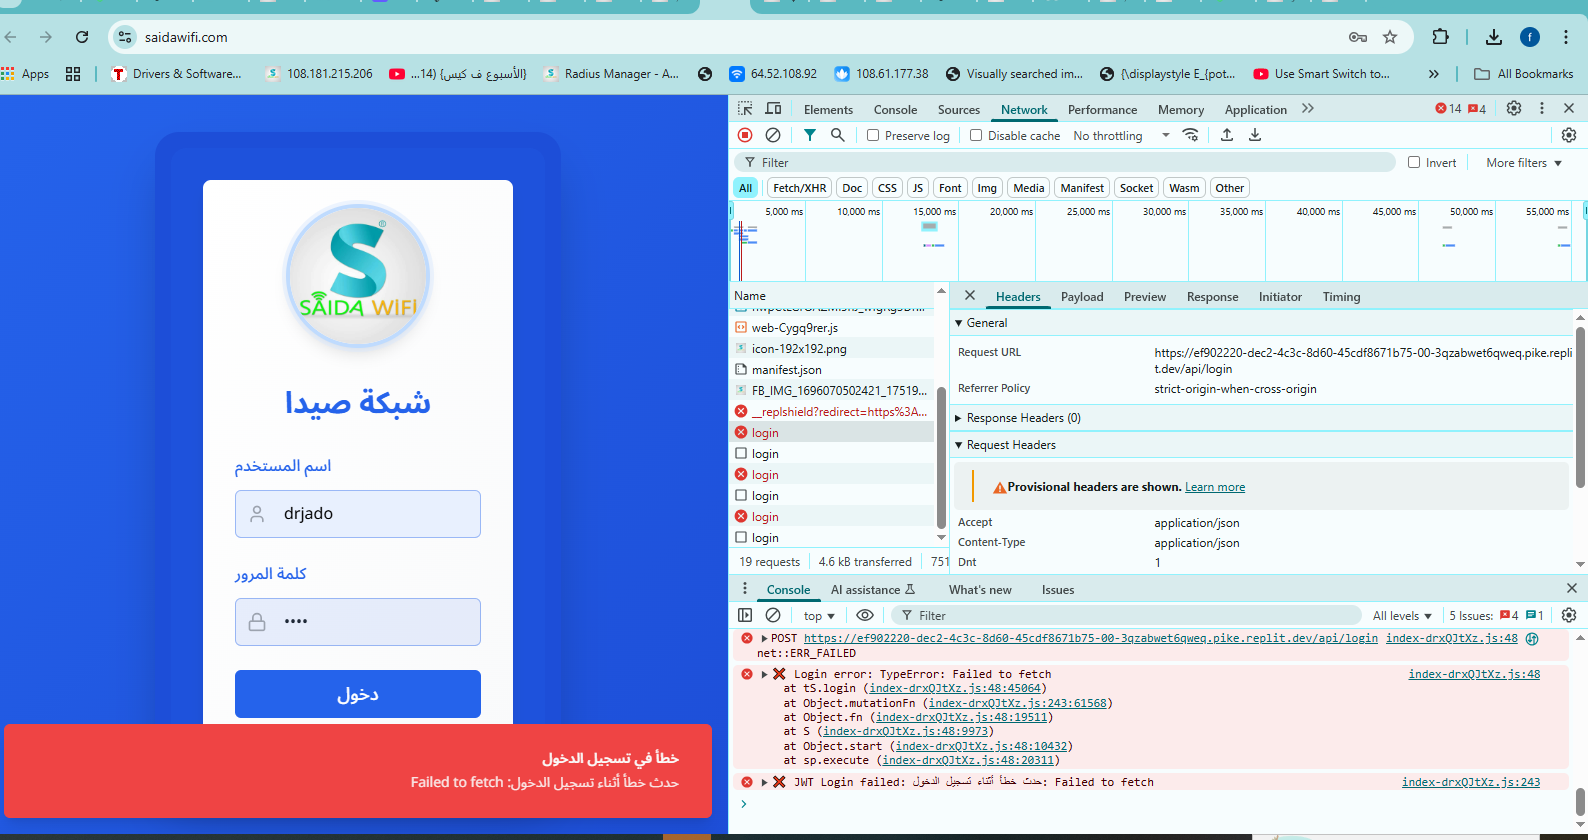 saidawifi.com
f
Apps
Drivers & Software...
108.181.215.206
(14...) {الأسبوع ف كيس
Radius Manager - A...
64.52.108.92
108.61.177.38
Visually searched im...
{\displaystyle E_{pot...
Use Smart Switch to...
»
All Bookmarks
S
®
SAIDA WIFI
شبكة صيدا
اسم المستخدم
drjado
كلمة المرور
••••
دخول
خطأ في تسجيل الدخول
حدث خطأ أثناء تسجيل الدخول: Failed to fetch
Elements
Console
Sources
Network
Performance
Memory
Application
14
4
Preserve log
Disable cache
No throttling
Filter
Invert
More filters
All
Fetch/XHR
Doc
CSS
JS
Font
Img
Media
Manifest
Socket
Wasm
Other
5,000 ms
10,000 ms
15,000 ms
20,000 ms
25,000 ms
30,000 ms
35,000 ms
40,000 ms
45,000 ms
50,000 ms
55,000 ms
Name
web-Cygq9rer.js
icon-192x192.png
manifest.json
FB_IMG_1696070502421_17519...
__replshield?redirect=https%3A...
login
login
login
login
login
login
19 requests
4.6 kB transferred
751
Headers
Payload
Preview
Response
Initiator
Timing
General
Request URL
https://ef902220-dec2-4c3c-8d60-45cdf8671b75-00-3qzabwet6qweq.pike.repli
t.dev/api/login
Referrer Policy
strict-origin-when-cross-origin
Response Headers (0)
Request Headers
Provisional headers are shown. Learn more
Accept
application/json
Content-Type
application/json
Dnt
1
Console
AI assistance
What's new
Issues
top
Filter
All levels
5 Issues:
4
1
POST https://ef902220-dec2-4c3c-8d60-45cdf8671b75-00-3qzabwet6qweq.pike.replit.dev/api/login index-drxQJtXz.js:48
net::ERR_FAILED
Login error: TypeError: Failed to fetch index-drxQJtXz.js:48
at tS.login (index-drxQJtXz.js:48:45064)
at Object.mutationFn (index-drxQJtXz.js:243:61568)
at Object.fn (index-drxQJtXz.js:48:19511)
at S (index-drxQJtXz.js:48:9973)
at Object.start (index-drxQJtXz.js:48:10432)
at sp.execute (index-drxQJtXz.js:48:20311)
JWT Login failed: حدث خطأ أثناء تسجيل الدخول: Failed to fetch index-drxQJtXz.js:243